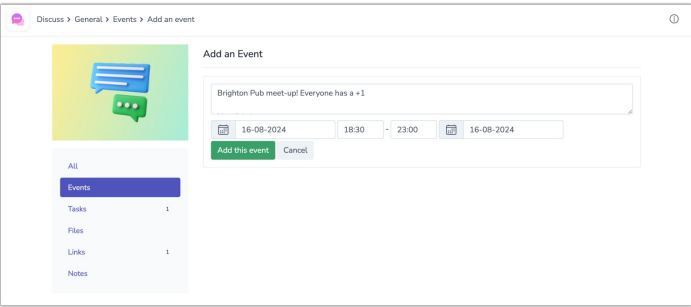 Discuss > General > Events > Add an event
Add an Event
Brighton Pub meet-up! Everyone has a +1
16-08-2024 18:30 - 23:00 16-08-2024
Add this event Cancel
All
Events
Tasks 1
Files
Links 1
Notes